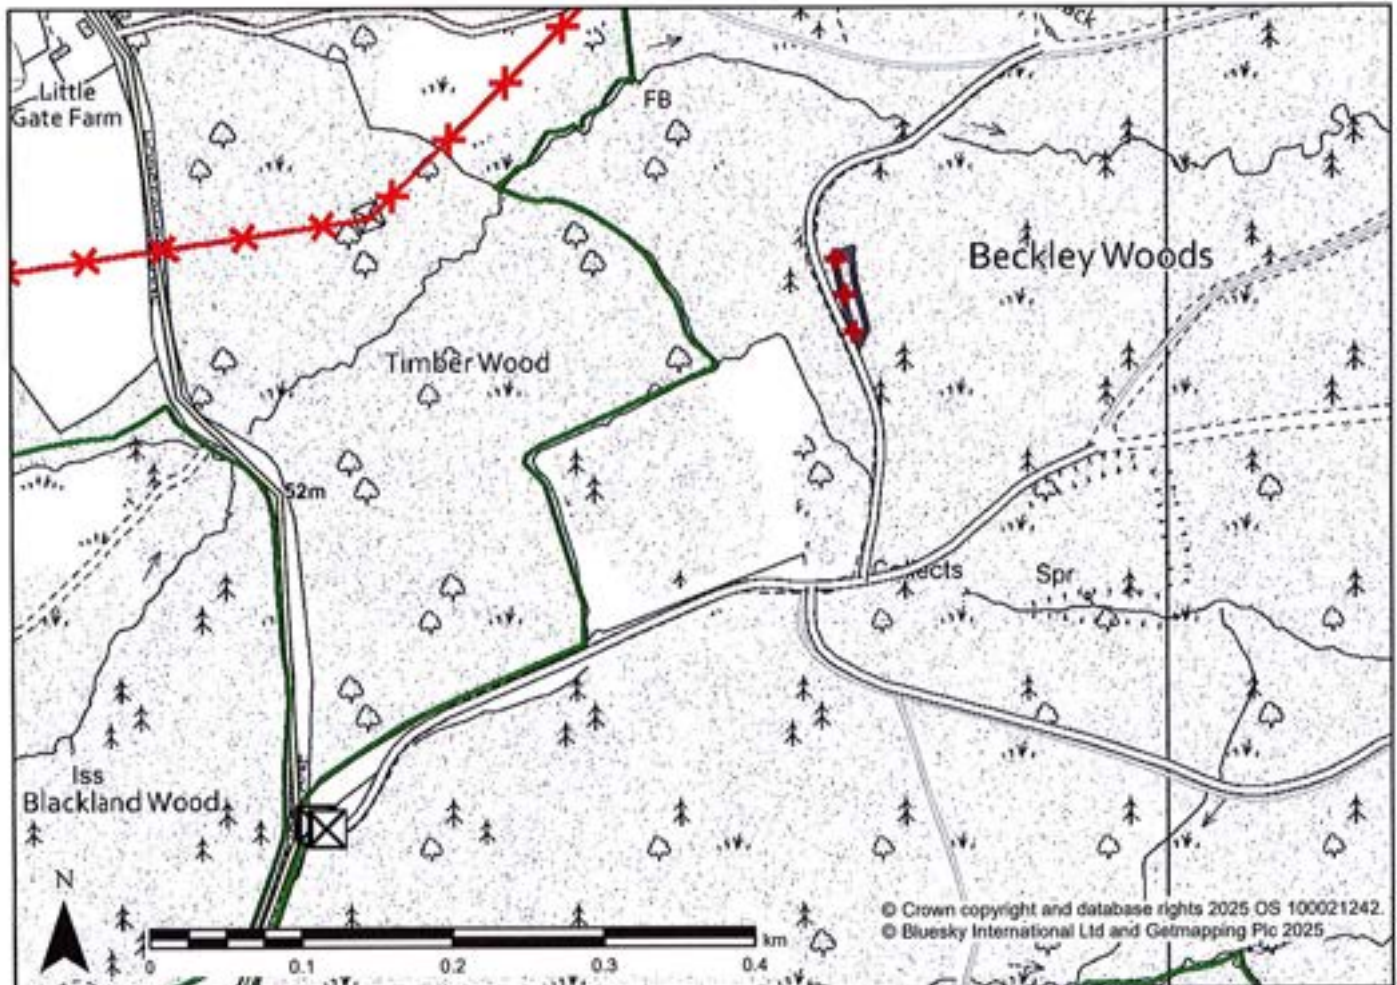 ack
Little
Gate Farm
FB
Beckley Woods
Timber Wood
52m
Spr
Iss
Blackland Wood
N
© Crown copyright and database rights 2025 OS 100021242.
© Bluesky International Ltd and Getmapping Plc 2025
km
0 0.1 0.2 0.3 0.4